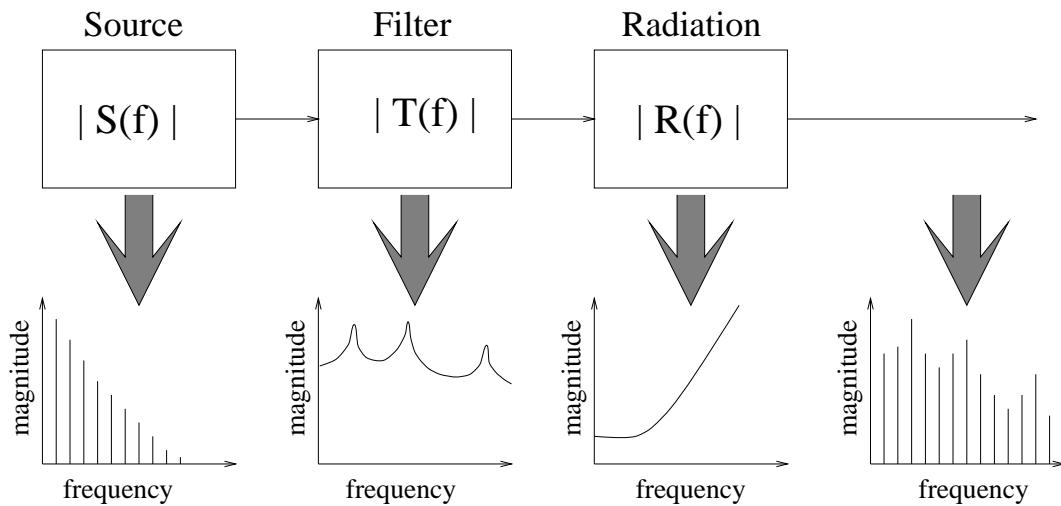 Source
Filter
Radiation
| S(f) |
| T(f) |
| R(f) |
magnitude
magnitude
magnitude
magnitude
frequency
frequency
frequency
frequency